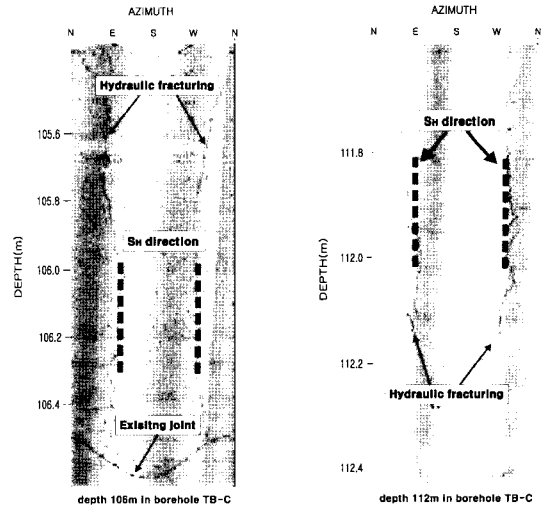 AZIMUTH
N E S W N
Hydraulic fracturing
105.6
105.8
SH direction
106.0
DEPTH(m)
106.2
106.4
Exisitng joint
depth 106m in borehole TB-C
AZIMUTH
N E S W N
SH direction
111.8
112.0
DEPTH(m)
112.2
Hydraulic fracturing
112.4
depth 112m in borehole TB-C